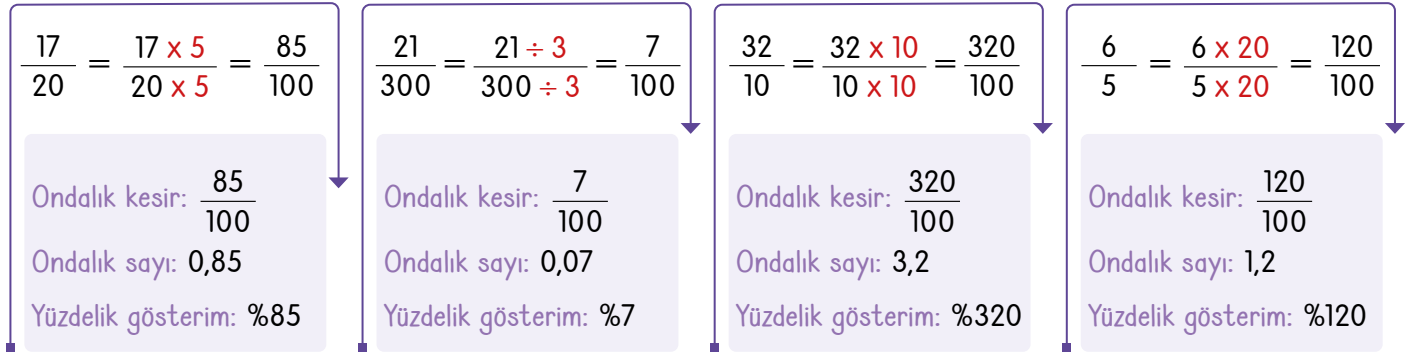 17/20 = 17 x 5/20 x 5 = 85/100
Ondalık kesir: 85/100
Ondalık sayı: 0,85
Yüzdelik gösterim: %85
21/300 = 21 ÷ 3/300 ÷ 3 = 7/100
Ondalık kesir: 7/100
Ondalık sayı: 0,07
Yüzdelik gösterim: %7
32/10 = 32 x 10/10 x 10 = 320/100
Ondalık kesir: 320/100
Ondalık sayı: 3,2
Yüzdelik gösterim: %320
6/5 = 6 x 20/5 x 20 = 120/100
Ondalık kesir: 120/100
Ondalık sayı: 1,2
Yüzdelik gösterim: %120